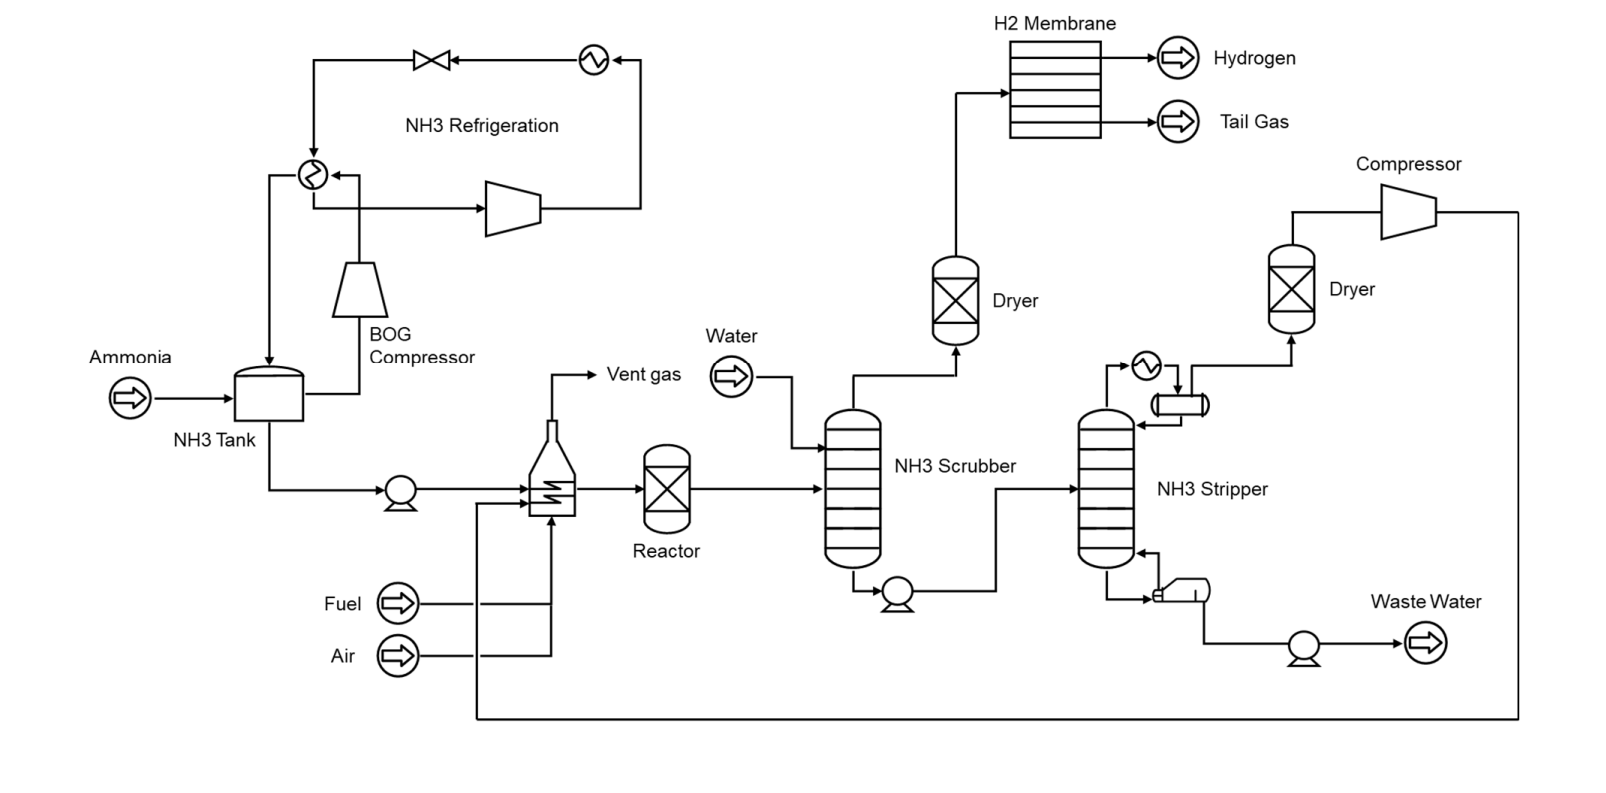 H2 Membrane
Hydrogen
NH3 Refrigeration
Tail Gas
Compressor
Dryer
Dryer
BOG
Compressor
Water
Ammonia
Vent gas
NH3 Tank
NH3 Scrubber
NH3 Stripper
Reactor
Fuel
Waste Water
Air